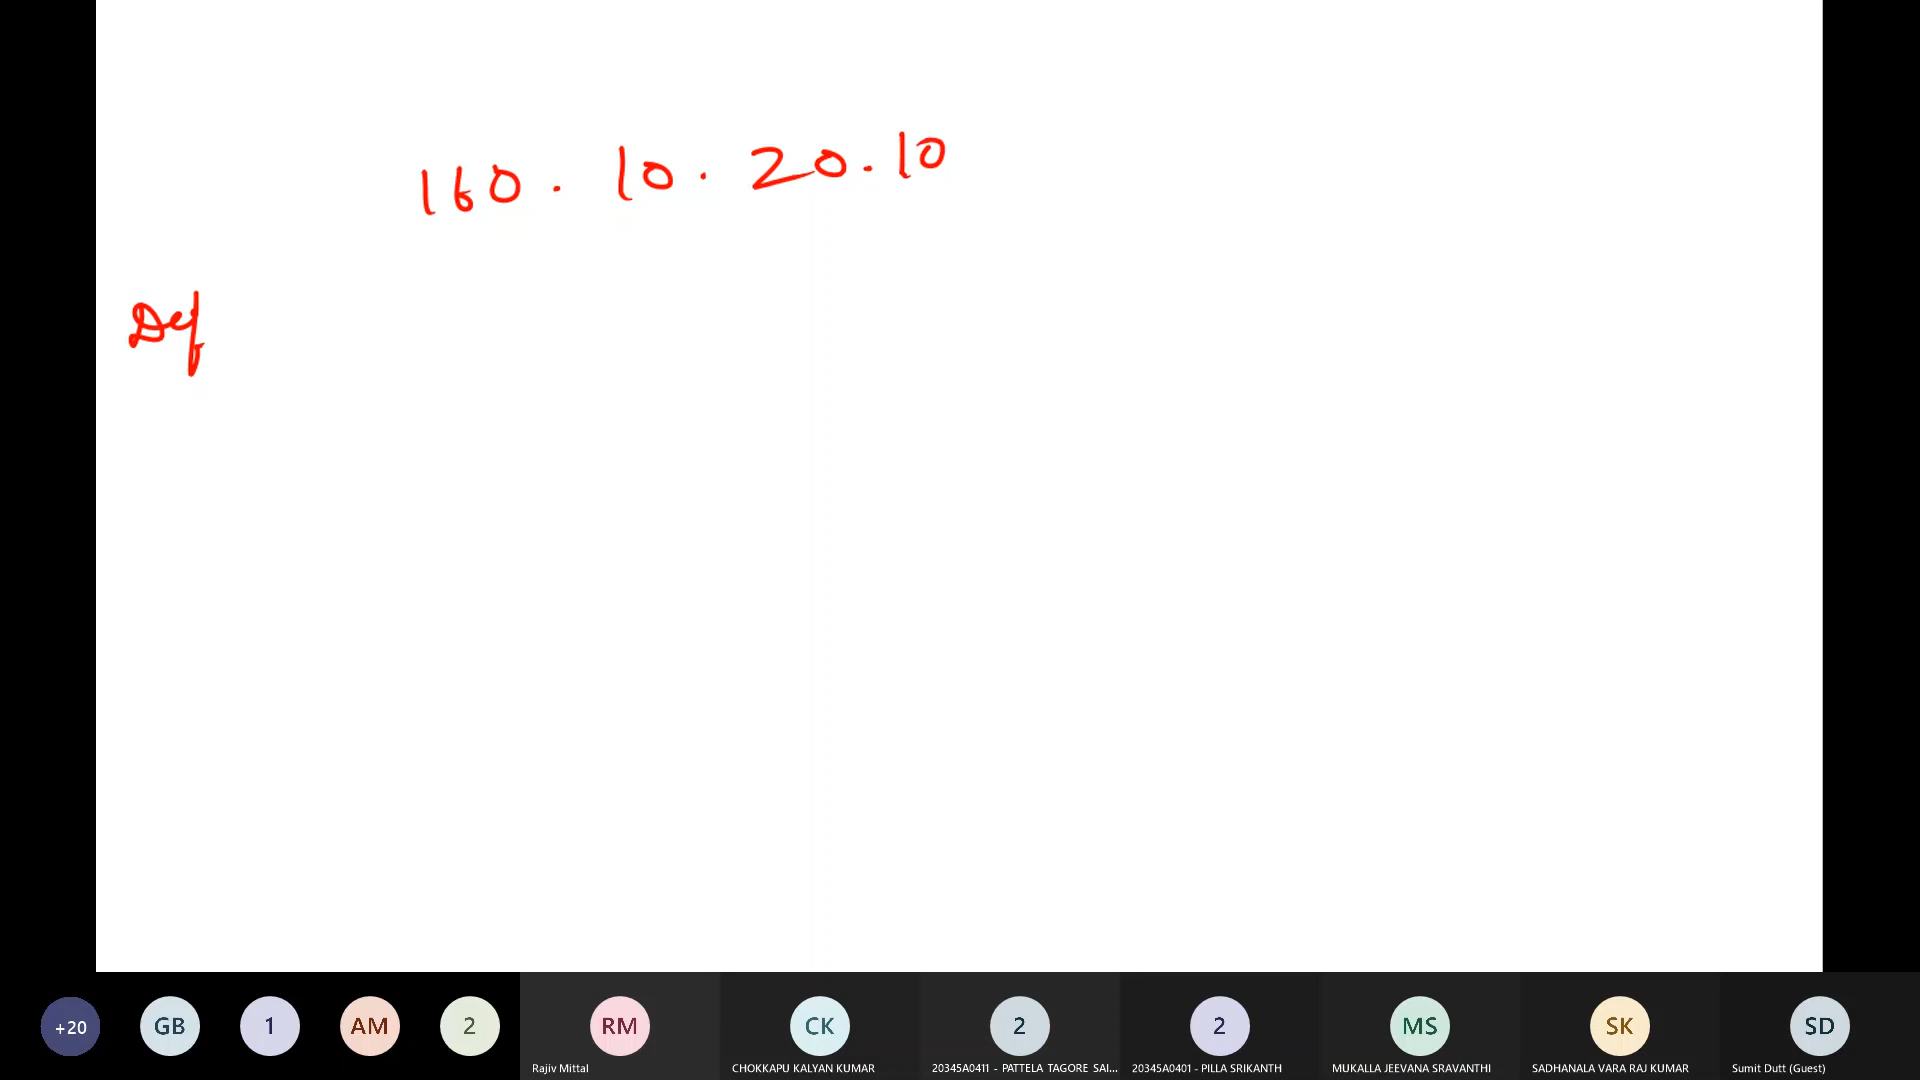 160. 10. 20.10
Def
+20 GB 1 AM 2 RM CK 2 2 MS SK SD
Rajiv Mittal CHOKKAPU KALYAN KUMAR 20345A0411 - PATTELA TAGORE SAI... 20345A0401 - PILLA SRIKANTH MUKALLA JEEVANA SRAVANTHI SADHANALA VARA RAJ KUMAR Sumit Dutt (Guest)